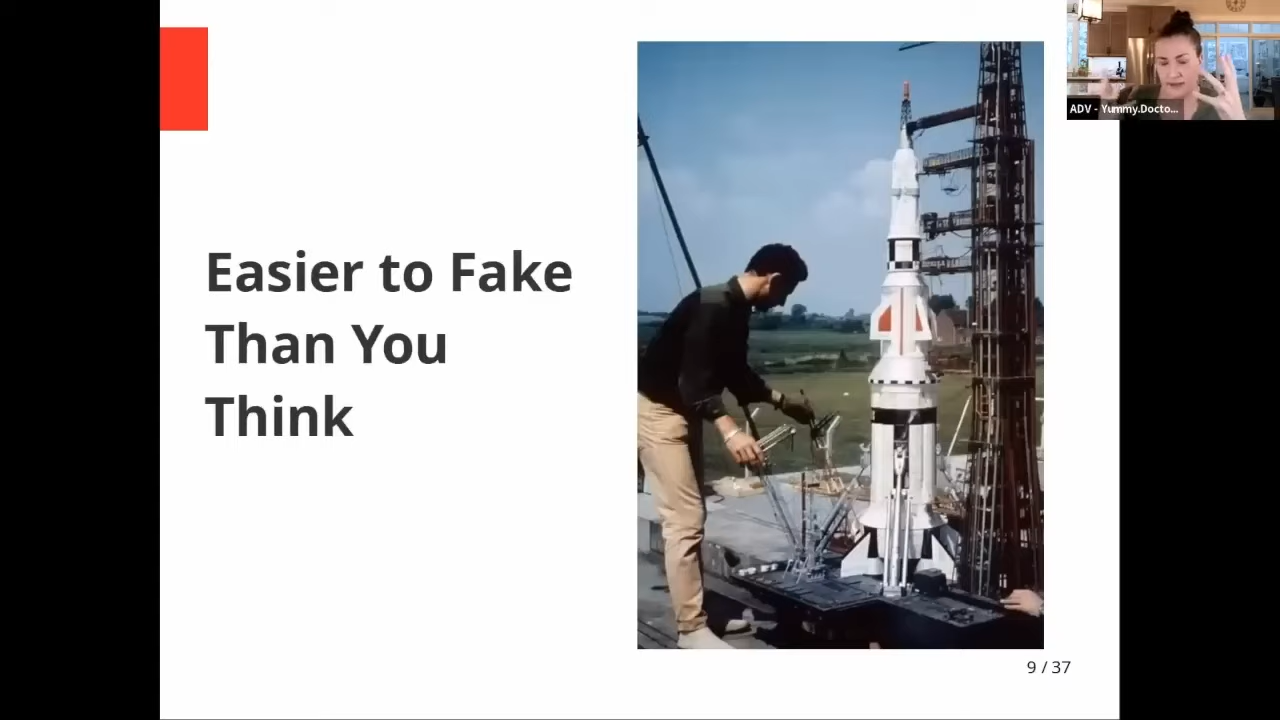 ADV - Yummy.Docto...
Easier to Fake
Than You
Think
9 / 37